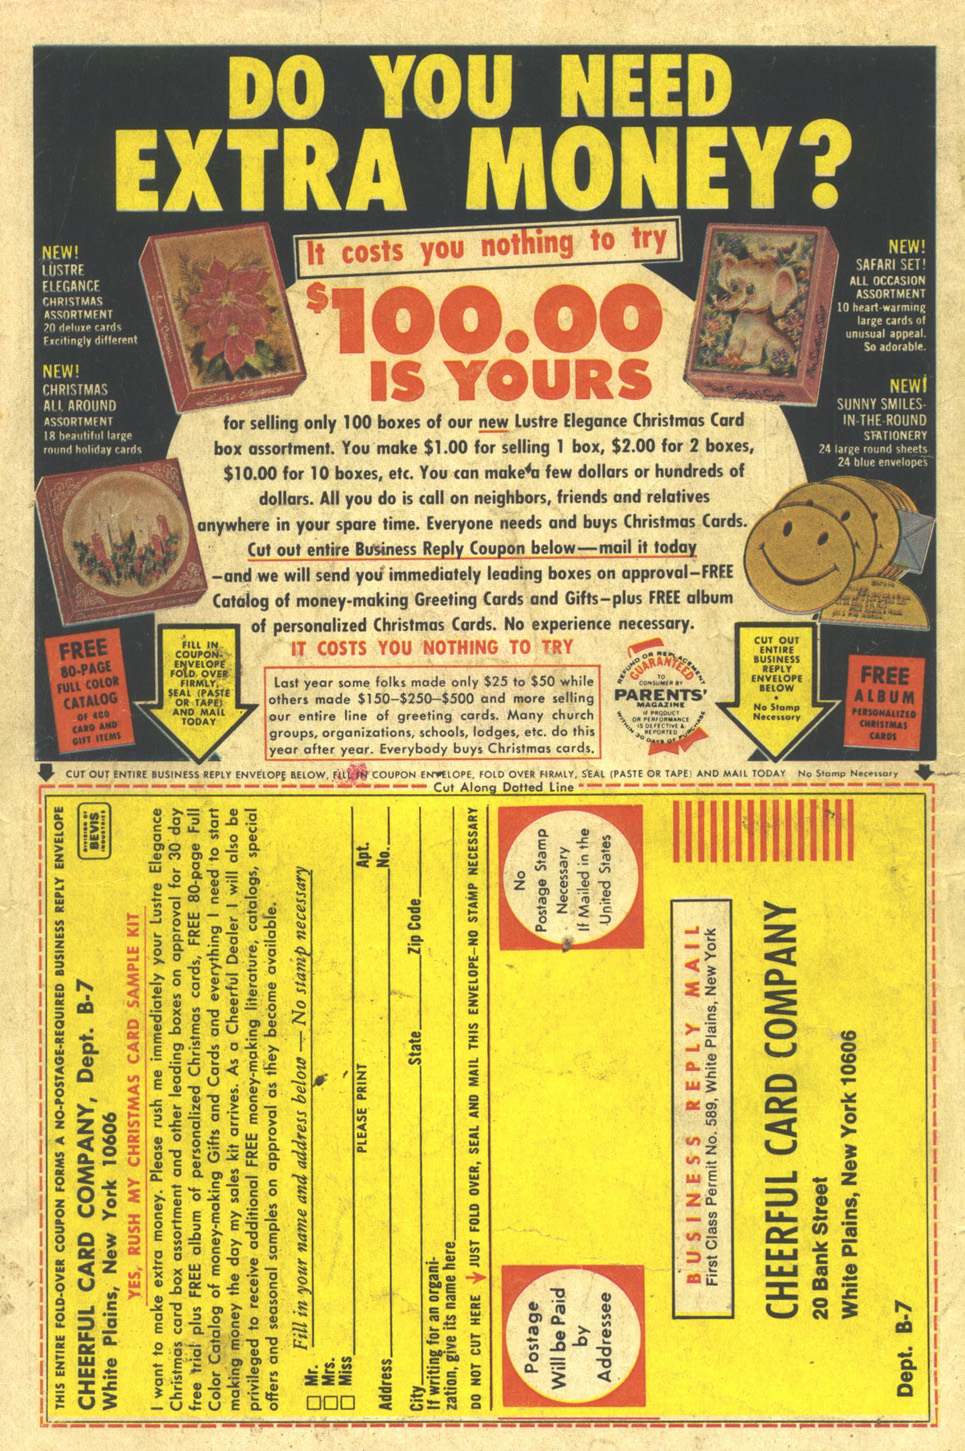 DO YOU NEED
EXTRA MONEY?
It costs you nothing to try
NEW!
LUSTRE
ELEGANCE
CHRISTMAS
ASSORTMENT
20 deluxe cards
Excitingly different
NEW!
CHRISTMAS
ALL AROUND
ASSORTMENT
18 beautiful large
round holiday cards
NEW!
SAFARI SET!
ALL OCCASION
ASSORTMENT
10 heart-warming
large cards of
unusual appeal.
So adorable.
NEW!
SUNNY SMILES-
IN-THE-ROUND
STATIONERY
24 large round sheets
24 blue envelopes
Lustre Elegance
$100.00
IS YOURS
for selling only 100 boxes of our new Lustre Elegance Christmas Card
box assortment. You make $1.00 for selling 1 box, $2.00 for 2 boxes,
$10.00 for 10 boxes, etc. You can make a few dollars or hundreds of
dollars. All you do is call on neighbors, friends and relatives
anywhere in your spare time. Everyone needs and buys Christmas Cards.
Cut out entire Business Reply Coupon below—mail it today
—and we will send you immediately leading boxes on approval—FREE
Catalog of money-making Greeting Cards and Gifts—plus FREE album
of personalized Christmas Cards. No experience necessary.
IT COSTS YOU NOTHING TO TRY
FREE
80-PAGE
FULL COLOR
CATALOG
OF 400
CARD AND
GIFT ITEMS
FILL IN
COUPON-
ENVELOPE
FOLD OVER
FIRMLY,
SEAL (PASTE
OR TAPE)
AND MAIL
TODAY
Last year some folks made only $25 to $50 while
others made $150—$250—$500 and more selling
our entire line of greeting cards. Many church
groups, organizations, schools, lodges, etc. do this
year after year. Everybody buys Christmas cards.
REFUND OR REPLACEMENT
GUARANTEED
TO
CONSUMER BY
PARENTS'
MAGAZINE
IF PRODUCT
OR PERFORMANCE
IS DEFECTIVE &
REPORTED
WITHIN 30 DAYS OF PURCHASE
CUT OUT
ENTIRE
BUSINESS
REPLY
ENVELOPE
BELOW
•
No Stamp
Necessary
FREE
ALBUM
PERSONALIZED
CHRISTMAS
CARDS
CUT OUT ENTIRE BUSINESS REPLY ENVELOPE BELOW, FILL IN COUPON ENVELOPE, FOLD OVER FIRMLY, SEAL (PASTE OR TAPE) AND MAIL TODAY No Stamp Necessary
Cut Along Dotted Line
THIS ENTIRE FOLD-OVER COUPON FORMS A NO-POSTAGE-REQUIRED BUSINESS REPLY ENVELOPE
CHEERFUL CARD COMPANY, Dept. B-7
White Plains, New York 10606
DIVISION OF
BEVIS
INDUSTRIES
YES, RUSH MY CHRISTMAS CARD SAMPLE KIT
I want to make extra money. Please rush me immediately your Lustre Elegance
Christmas card box assortment and other leading boxes on approval for 30 day
free trial plus FREE album of personalized Christmas cards, FREE 80-page Full
Color Catalog of money-making Gifts and Cards and everything I need to start
making money the day my sales kit arrives. As a Cheerful Dealer I will also be
privileged to receive additional FREE money-making literature, catalogs, special
offers and seasonal samples on approval as they become available.
Fill in your name and address below — No stamp necessary
Mr.
Mrs.
Miss
PLEASE PRINT
Apt.
Address No.
City State Zip Code
If writing for an organi-
zation, give its name here
DO NOT CUT HERE JUST FOLD OVER, SEAL AND MAIL THIS ENVELOPE—NO STAMP NECESSARY
No
Postage Stamp
Necessary
If Mailed in the
United States
Postage
Will be Paid
by
Addressee
BUSINESS REPLY MAIL
First Class Permit No. 589, White Plains, New York
CHEERFUL CARD COMPANY
20 Bank Street
White Plains, New York 10606
Dept. B-7